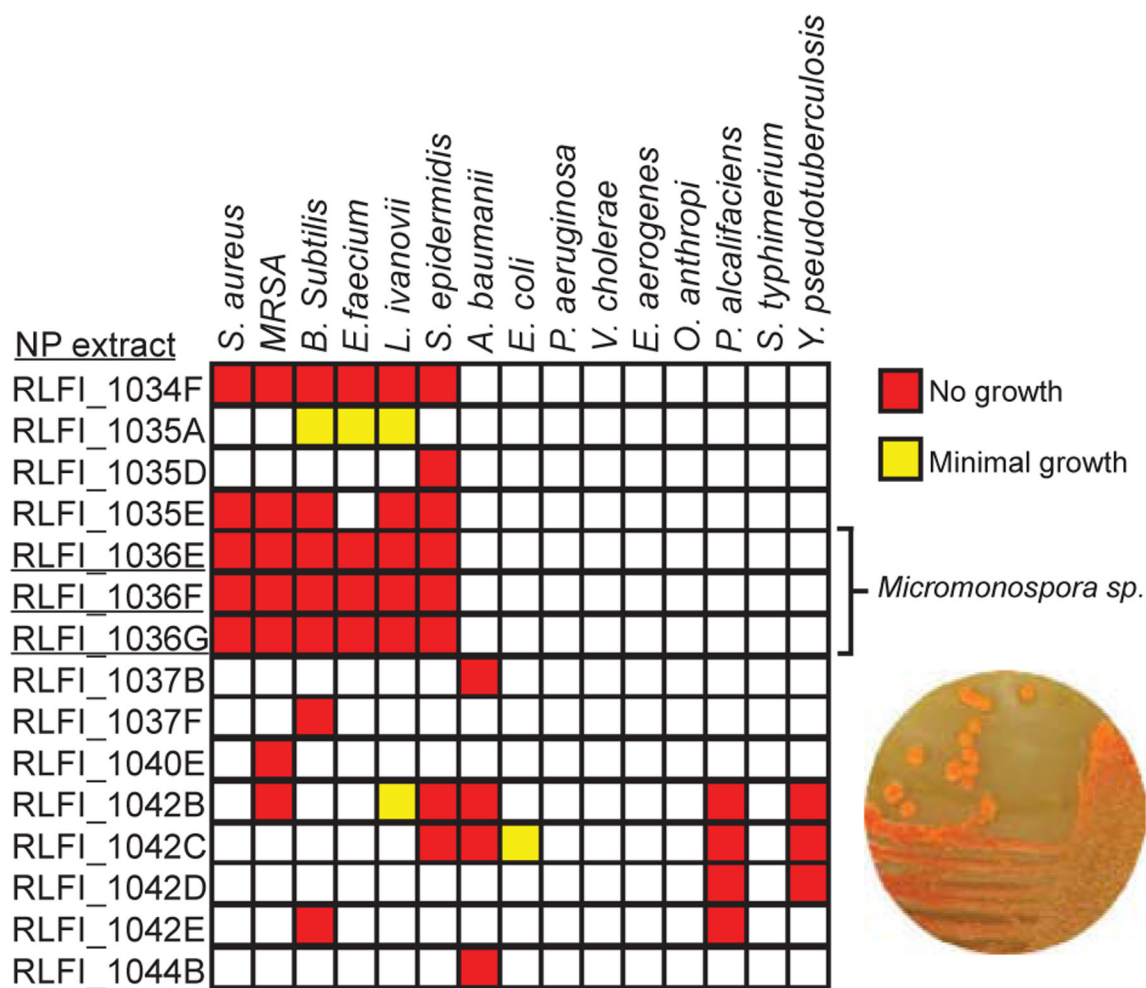 S. aureus
MRSA
B. Subtilis
E.faecium
L. ivanovii
S. epidermidis
A. baumanii
E. coli
P. aeruginosa
V. cholerae
E. aerogenes
O. anthropi
P. alcalifaciens
S. typhimerium
Y. pseudotuberculosis
NP extract
RLFI_1034F
RLFI_1035A
RLFI_1035D
RLFI_1035E
RLFI_1036E
RLFI_1036F
RLFI_1036G
RLFI_1037B
RLFI_1037F
RLFI_1040E
RLFI_1042B
RLFI_1042C
RLFI_1042D
RLFI_1042E
RLFI_1044B
No growth
Minimal growth
Micromonospora sp.